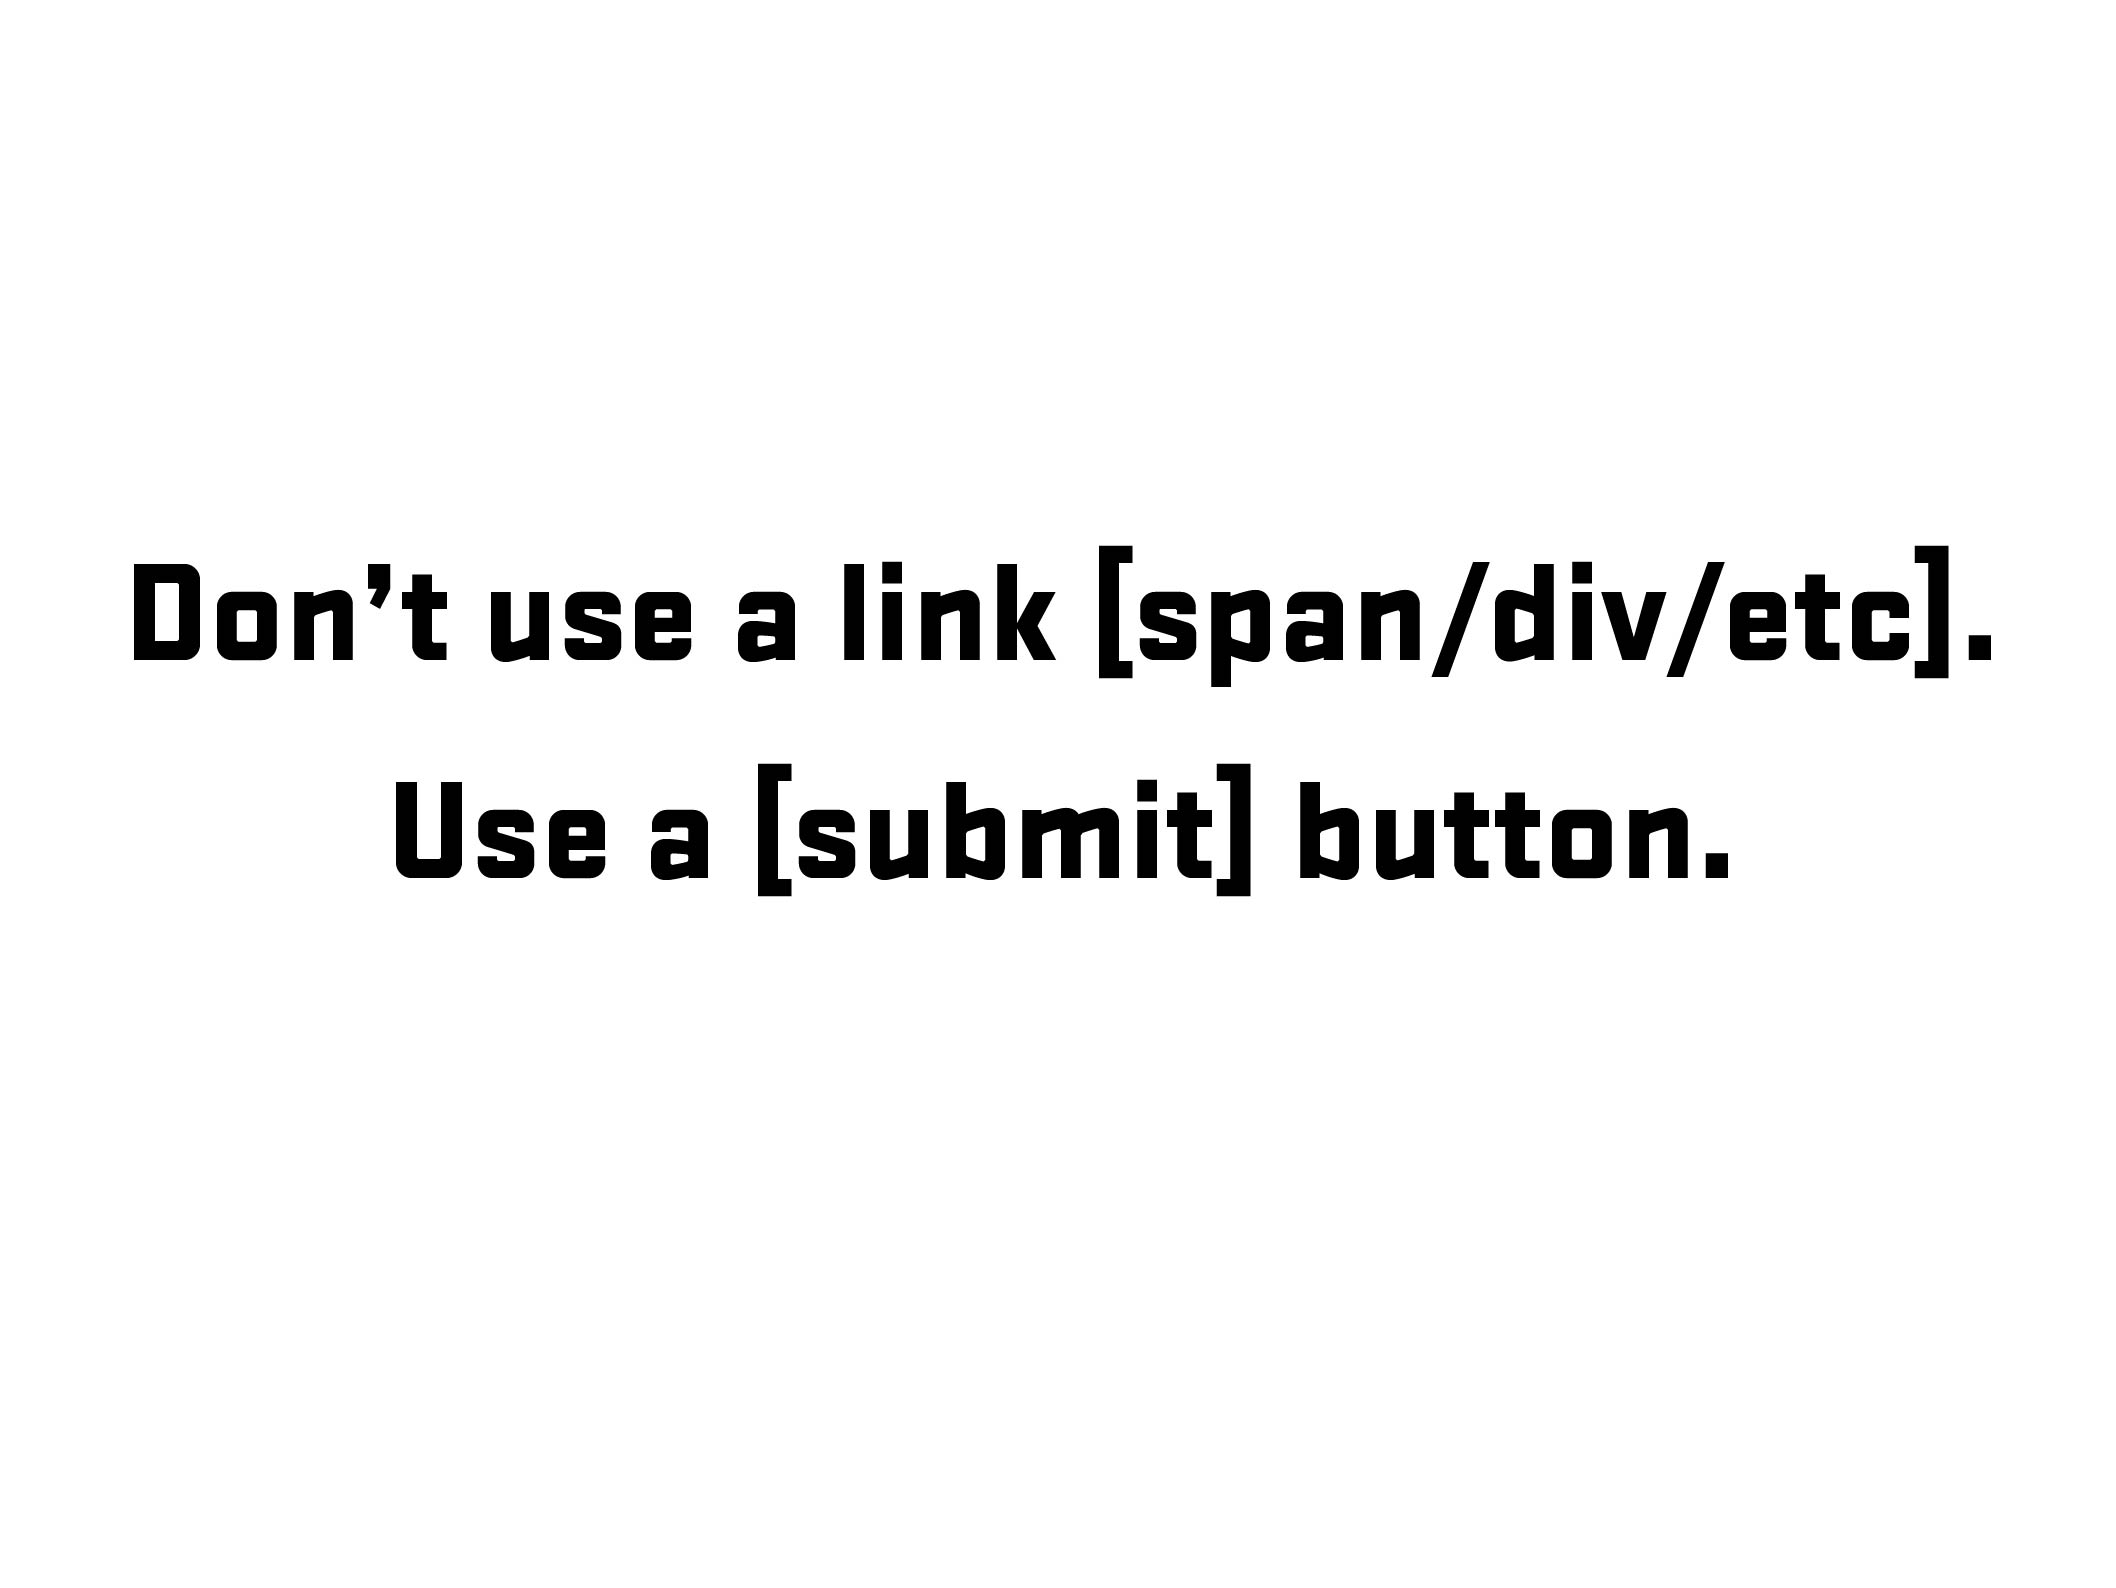 Don’t use a link [span/div/etc].
Use a [submit] button.